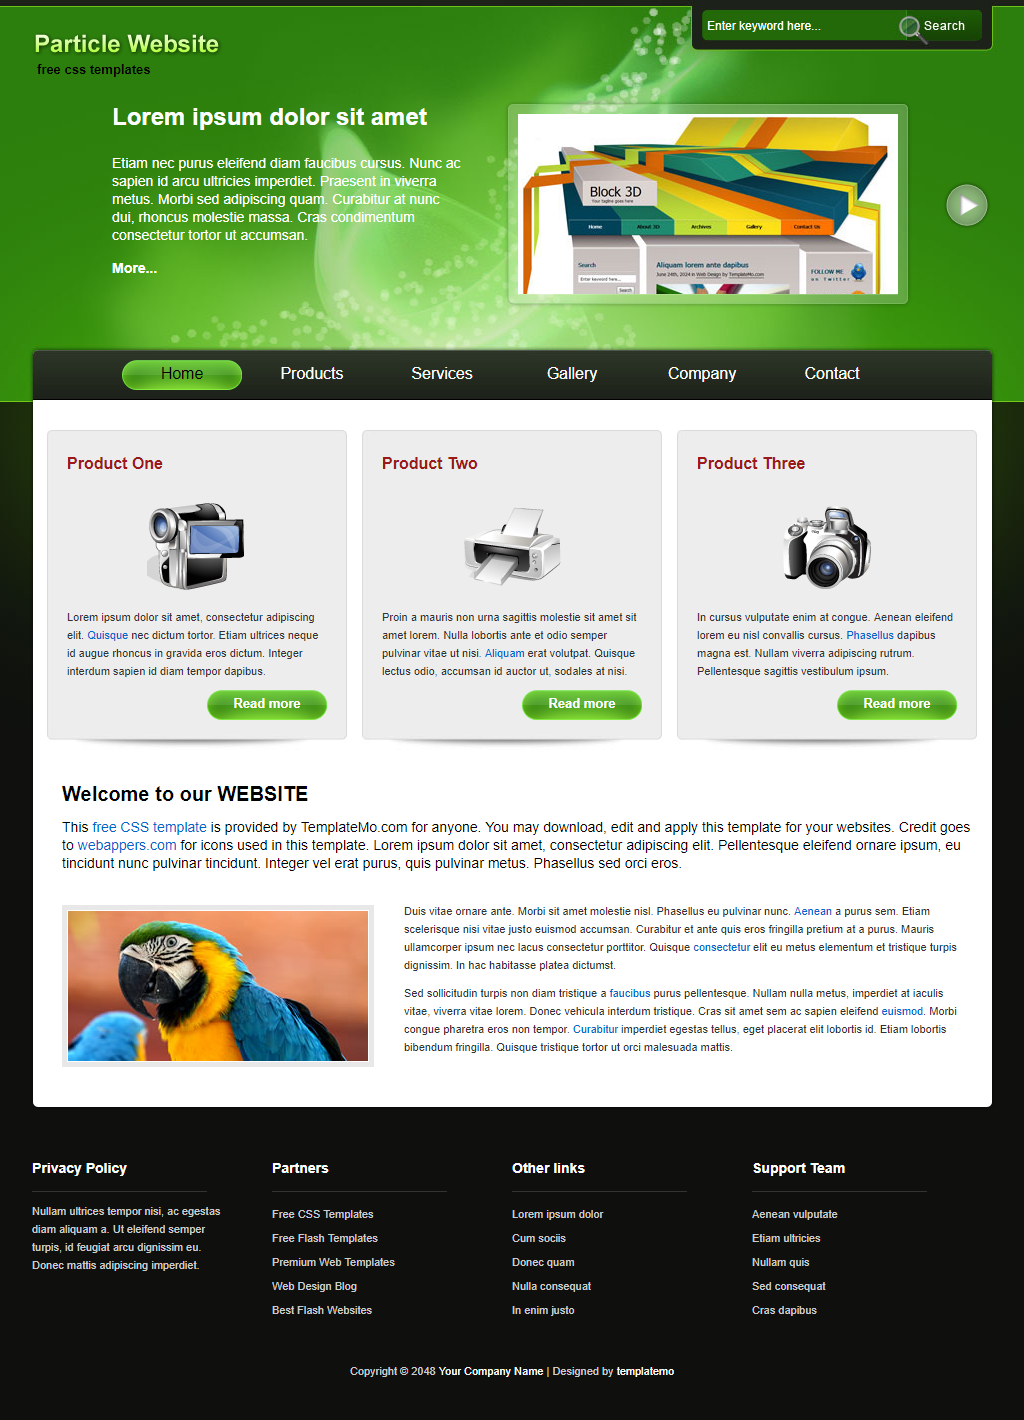 Particle Website
free css templates
Enter keyword here...
Search
Lorem ipsum dolor sit amet
Etiam nec purus eleifend diam faucibus cursus. Nunc ac
sapien id arcu ultricies imperdiet. Praesent in viverra
metus. Morbi sed adipiscing quam. Curabitur at nunc
dui, rhoncus molestie massa. Cras condimentum
consectetur tortor ut accumsan.
More...
Block 3D
Your tagline goes here
Home
About 3D
Archives
Gallery
Contact Us
Search
Enter keyword here...
Search
Aliquam lorem ante dapibus
June 24th, 2024 in Web Design by TemplateMo.com
FOLLOW ME
on Twitter
Home
Products
Services
Gallery
Company
Contact
Product One
Lorem ipsum dolor sit amet, consectetur adipiscing
elit. Quisque nec dictum tortor. Etiam ultrices neque
id augue rhoncus in gravida eros dictum. Integer
interdum sapien id diam tempor dapibus.
Read more
Product Two
Proin a mauris non urna sagittis molestie sit amet sit
amet lorem. Nulla lobortis ante et odio semper
pulvinar vitae ut nisi. Aliquam erat volutpat. Quisque
lectus odio, accumsan id auctor ut, sodales at nisi.
Read more
Product Three
In cursus vulputate enim at congue. Aenean eleifend
lorem eu nisl convallis cursus. Phasellus dapibus
magna est. Nullam viverra adipiscing rutrum.
Pellentesque sagittis vestibulum ipsum.
Read more
Welcome to our WEBSITE
This free CSS template is provided by TemplateMo.com for anyone. You may download, edit and apply this template for your websites. Credit goes
to webappers.com for icons used in this template. Lorem ipsum dolor sit amet, consectetur adipiscing elit. Pellentesque eleifend ornare ipsum, eu
tincidunt nunc pulvinar tincidunt. Integer vel erat purus, quis pulvinar metus. Phasellus sed orci eros.
Duis vitae ornare ante. Morbi sit amet molestie nisl. Phasellus eu pulvinar nunc. Aenean a purus sem. Etiam
scelerisque nisi vitae justo euismod accumsan. Curabitur et ante quis eros fringilla pretium at a purus. Mauris
ullamcorper ipsum nec lacus consectetur porttitor. Quisque consectetur elit eu metus elementum et tristique turpis
dignissim. In hac habitasse platea dictumst.
Sed sollicitudin turpis non diam tristique a faucibus purus pellentesque. Nullam nulla metus, imperdiet at iaculis
vitae, viverra vitae lorem. Donec vehicula interdum tristique. Cras sit amet sem ac sapien eleifend euismod. Morbi
congue pharetra eros non tempor. Curabitur imperdiet egestas tellus, eget placerat elit lobortis id. Etiam lobortis
bibendum fringilla. Quisque tristique tortor ut orci malesuada mattis.
Privacy Policy
Nullam ultrices tempor nisi, ac egestas
diam aliquam a. Ut eleifend semper
turpis, id feugiat arcu dignissim eu.
Donec mattis adipiscing imperdiet.
Partners
Free CSS Templates
Free Flash Templates
Premium Web Templates
Web Design Blog
Best Flash Websites
Other links
Lorem ipsum dolor
Cum sociis
Donec quam
Nulla consequat
In enim justo
Support Team
Aenean vulputate
Etiam ultricies
Nullam quis
Sed consequat
Cras dapibus
Copyright © 2048 Your Company Name | Designed by templatemo